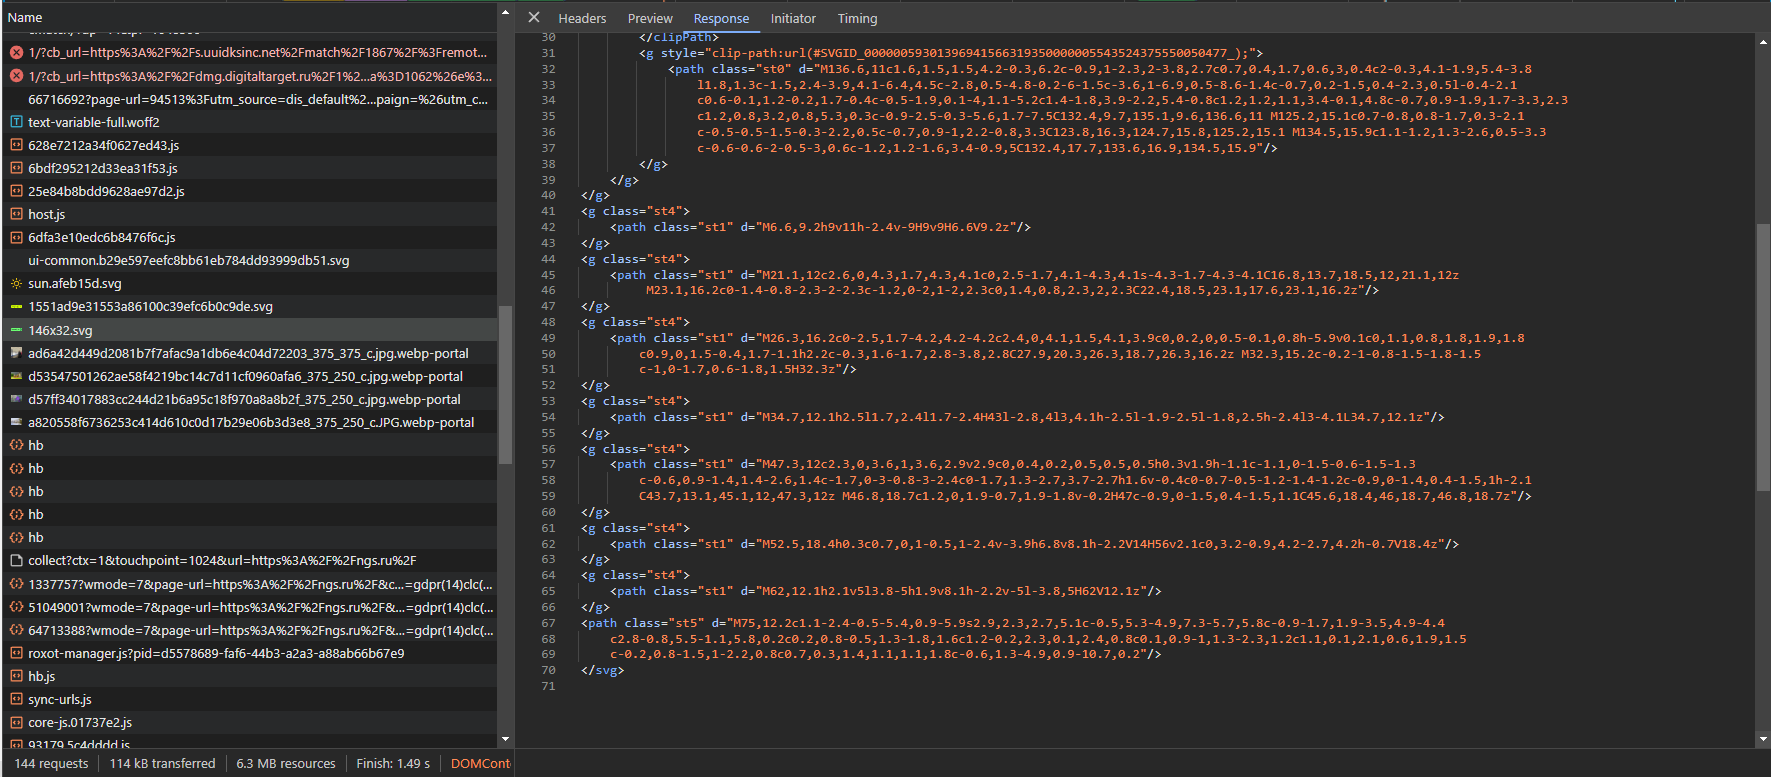 Name
1/?cb_url=https%3A%2F%2Fs.uuidksinc.net%2Fmatch%2F1867%2F%3Fremot...
1/?cb_url=https%3A%2F%2Fdmg.digitaltarget.ru%2F1%2...a%3D1062%26e%3...
66716692?page-url=94513%3Futm_source=dis_default%2...paign=%26utm_c...
text-variable-full.woff2
628e7212a34f0627ed43.js
6bdf295212d33ea31f53.js
25e84b8bdd9628ae97d2.js
host.js
6dfa3e10edc6b8476f6c.js
ui-common.b29e597eefc8bb61eb784dd93999db51.svg
sun.afeb15d.svg
1551ad9e31553a86100c39efc6b0c9de.svg
146x32.svg
ad6a42d449d2081b7f7afac9a1db6e4c04d72203_375_375_c.jpg.webp-portal
d53547501262ae58f4219bc14c7d11cf0960afa6_375_250_c.jpg.webp-portal
d57ff34017883cc244d21b6a95c18f970a8a8b2f_375_250_c.jpg.webp-portal
a820558f6736253c414d610c0d17b29e06b3d3e8_375_250_c.JPG.webp-portal
hb
hb
hb
hb
hb
collect?ctx=1&touchpoint=1024&url=https%3A%2F%2Fngs.ru%2F
1337757?wmode=7&page-url=https%3A%2F%2Fngs.ru%2F&c...=gdpr(14)clc(...
51049001?wmode=7&page-url=https%3A%2F%2Fngs.ru%2F&...=gdpr(14)clc(...
64713388?wmode=7&page-url=https%3A%2F%2Fngs.ru%2F&...=gdpr(14)clc(...
roxot-manager.js?pid=d5578689-faf6-44b3-a2a3-a88ab66b67e9
hb.js
sync-urls.js
core-js.01737e2.js
93179.5c4dddd.js
144 requests 114 kB transferred 6.3 MB resources Finish: 1.49 s DOMCont
Headers Preview Response Initiator Timing
30 </clipPath>
31 <g style="clip-path:url(#SVGID_00000059301396941566319350000005543524375550050477_);">
32 <path class="st0" d="M136.6,11c1.6,1.5,1.5,4.2-0.3,6.2c-0.9,1-2.3,2-3.8,2.7c0.7,0.4,1.7,0.6,3,0.4c2-0.3,4.1-1.9,5.4-3.8
33 l1.8,1.3c-1.5,2.4-3.9,4.1-6.4,4.5c-2.8,0.5-4.8-0.2-6-1.5c-3.6,1-6.9,0.5-8.6-1.4c-0.7,0.2-1.5,0.4-2.3,0.5l-0.4-2.1
34 c0.6-0.1,1.2-0.2,1.7-0.4c-0.5-1.9,0.1-4,1.1-5.2c1.4-1.8,3.9-2.2,5.4-0.8c1.2,1.2,1.1,3.4-0.1,4.8c-0.7,0.9-1.9,1.7-3.3,2.3
35 c1.2,0.8,3.2,0.8,5.3,0.3c-0.9-2.5-0.3-5.6,1.7-7.5C132.4,9.7,135.1,9.6,136.6,11 M125.2,15.1c0.7-0.8,0.8-1.7,0.3-2.1
36 c-0.5-0.5-1.5-0.3-2.2,0.5c-0.7,0.9-1,2.2-0.8,3.3C123.8,16.3,124.7,15.8,125.2,15.1 M134.5,15.9c1.1-1.2,1.3-2.6,0.5-3.3
37 c-0.6-0.6-2-0.5-3,0.6c-1.2,1.2-1.6,3.4-0.9,5C132.4,17.7,133.6,16.9,134.5,15.9"/>
38 </g>
39 </g>
40 </g>
41 <g class="st4">
42 <path class="st1" d="M6.6,9.2h9v11h-2.4v-9H9v9H6.6V9.2z"/>
43 </g>
44 <g class="st4">
45 <path class="st1" d="M21.1,12c2.6,0,4.3,1.7,4.3,4.1c0,2.5-1.7,4.1-4.3,4.1s-4.3-1.7-4.3-4.1C16.8,13.7,18.5,12,21.1,12z
46 M23.1,16.2c0-1.4-0.8-2.3-2-2.3c-1.2,0-2,1-2,2.3c0,1.4,0.8,2.3,2,2.3C22.4,18.5,23.1,17.6,23.1,16.2z"/>
47 </g>
48 <g class="st4">
49 <path class="st1" d="M26.3,16.2c0-2.5,1.7-4.2,4.2-4.2c2.4,0,4.1,1.5,4.1,3.9c0,0.2,0,0.5-0.1,0.8h-5.9v0.1c0,1.1,0.8,1.8,1.9,1.8
50 c0.9,0,1.5-0.4,1.7-1.1h2.2c-0.3,1.6-1.7,2.8-3.8,2.8C27.9,20.3,26.3,18.7,26.3,16.2z M32.3,15.2c-0.2-1-0.8-1.5-1.8-1.5
51 c-1,0-1.7,0.6-1.8,1.5H32.3z"/>
52 </g>
53 <g class="st4">
54 <path class="st1" d="M34.7,12.1h2.5l1.7,2.4l1.7-2.4H43l-2.8,4l3,4.1h-2.5l-1.9-2.5l-1.8,2.5h-2.4l3-4.1L34.7,12.1z"/>
55 </g>
56 <g class="st4">
57 <path class="st1" d="M47.3,12c2.3,0,3.6,1,3.6,2.9v2.9c0,0.4,0.2,0.5,0.5,0.5h0.3v1.9h-1.1c-1.1,0-1.5-0.6-1.5-1.3
58 c-0.6,0.9-1.4,1.4-2.6,1.4c-1.7,0-3-0.8-3-2.4c0-1.7,1.3-2.7,3.7-2.7h1.6v-0.4c0-0.7-0.5-1.2-1.4-1.2c-0.9,0-1.4,0.4-1.5,1h-2.1
59 C43.7,13.1,45.1,12,47.3,12z M46.8,18.7c1.2,0,1.9-0.7,1.9-1.8v-0.2H47c-0.9,0-1.5,0.4-1.5,1.1C45.6,18.4,46,18.7,46.8,18.7z"/>
60 </g>
61 <g class="st4">
62 <path class="st1" d="M52.5,18.4h0.3c0.7,0,1-0.5,1-2.4v-3.9h6.8v8.1h-2.2V14H56v2.1c0,3.2-0.9,4.2-2.7,4.2h-0.7V18.4z"/>
63 </g>
64 <g class="st4">
65 <path class="st1" d="M62,12.1h2.1v5l3.8-5h1.9v8.1h-2.2v-5l-3.8,5H62V12.1z"/>
66 </g>
67 <path class="st5" d="M75,12.2c1.1-2.4-0.5-5.4,0.9-5.9s2.9,2.3,2.7,5.1c-0.5,5.3-4.9,7.3-5.7,5.8c-0.9-1.7,1.9-3.5,4.9-4.4
68 c2.8-0.8,5.5-1.1,5.8,0.2c0.2,0.8-0.5,1.3-1.8,1.6c1.2-0.2,2.3,0.1,2.4,0.8c0.1,0.9-1,1.3-2.3,1.2c1.1,0.1,2.1,0.6,1.9,1.5
69 c-0.2,0.8-1.5,1-2.2,0.8c0.7,0.3,1.4,1.1,1.1,1.8c-0.6,1.3-4.9,0.9-10.7,0.2"/>
70 </svg>
71